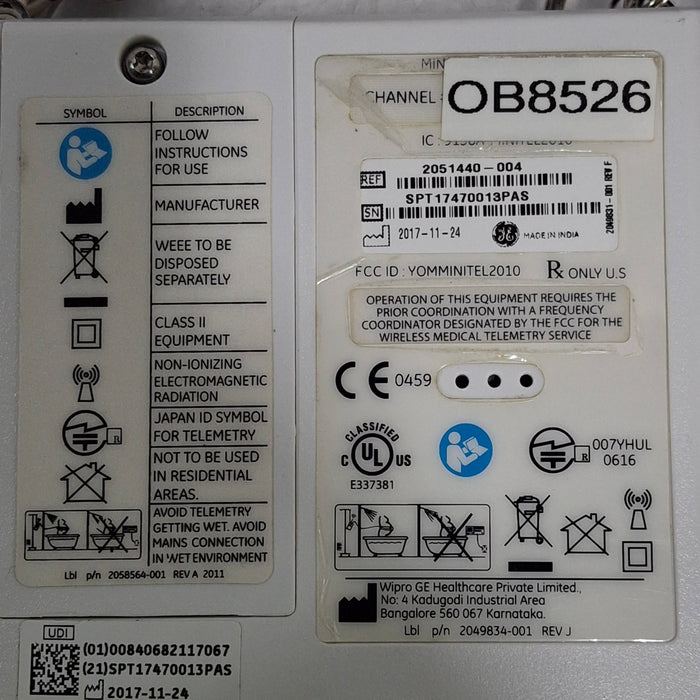 SYMBOL DESCRIPTION
FOLLOW
INSTRUCTIONS
FOR USE
MANUFACTURER
WEEE TO BE
DISPOSED
SEPARATELY
CLASS II
EQUIPMENT
NON-IONIZING
ELECTROMAGNETIC
RADIATION
JAPAN ID SYMBOL
FOR TELEMETRY
R
NOT TO BE USED
IN RESIDENTIAL
AREAS.
AVOID TELEMETRY
GETTING WET. AVOID
MAINS CONNECTION
IN WET ENVIRONMENT
Lbl p/n 2058564-001 REV A 2011
UDI
(01)00840682117067
(21)SPT17470013PAS
2017-11-24
CHANNEL
OB8526
REF 2051440-004
SN SPT17470013PAS
2017-11-24 GE MADE IN INDIA
2049831-001 REV F
FCC ID : YOMMINITEL2010 Rx ONLY U.S
OPERATION OF THIS EQUIPMENT REQUIRES THE
PRIOR COORDINATION WITH A FREQUENCY
COORDINATOR DESIGNATED BY THE FCC FOR THE
WIRELESS MEDICAL TELEMETRY SERVICE
CE 0459
CLASSIFIED
C UL US
E337381
R 007YHUL
0616
Wipro GE Healthcare Private Limited.,
No: 4 Kadugodi Industrial Area
Bangalore 560 067 Karnataka.
Lbl p/n 2049834-001 REV J